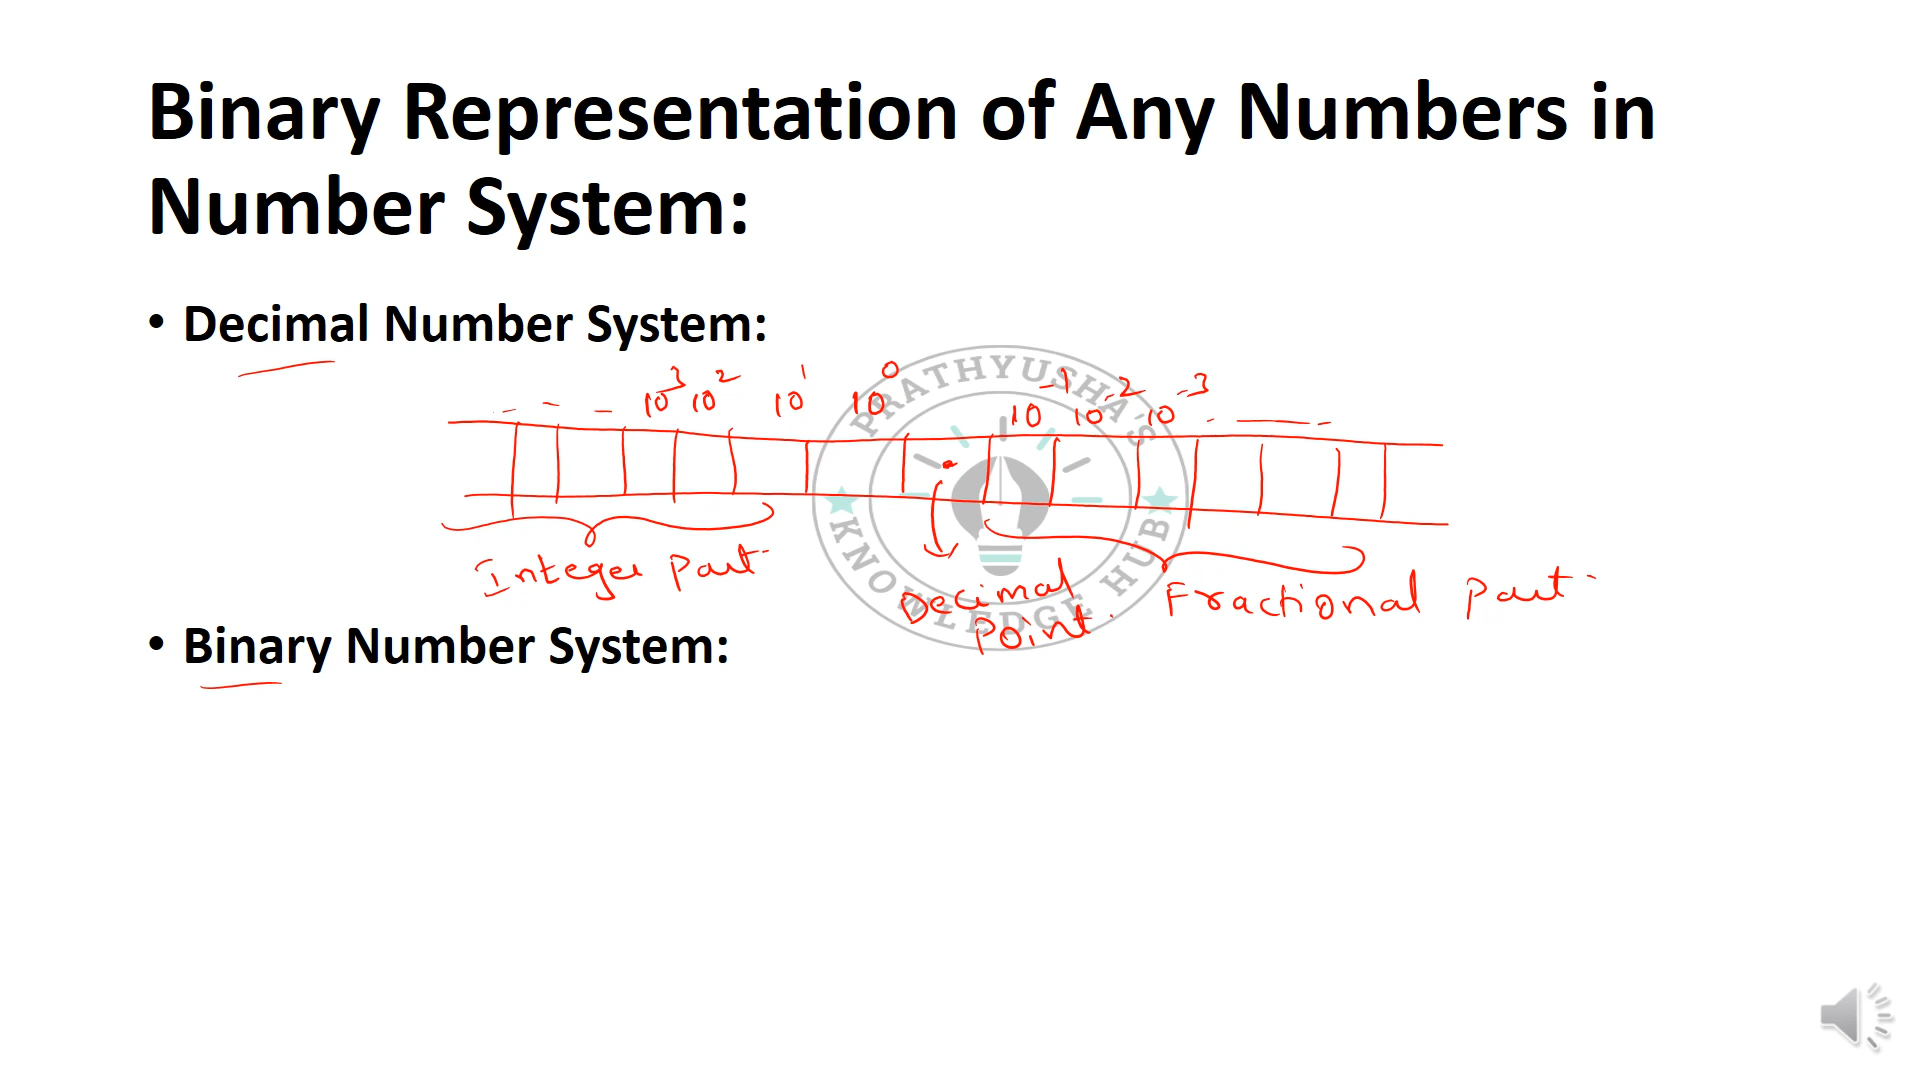 Binary Representation of Any Numbers in
Number System:
• Decimal Number System:
- - - 10³ 10² 10¹ 10⁰ 10⁻¹ 10⁻² 10⁻³ - — -
.
Integer Part
Decimal
Point.
Fractional Part
• Binary Number System:
PRATHYUSHA'S
KNOWLEDGE HUB